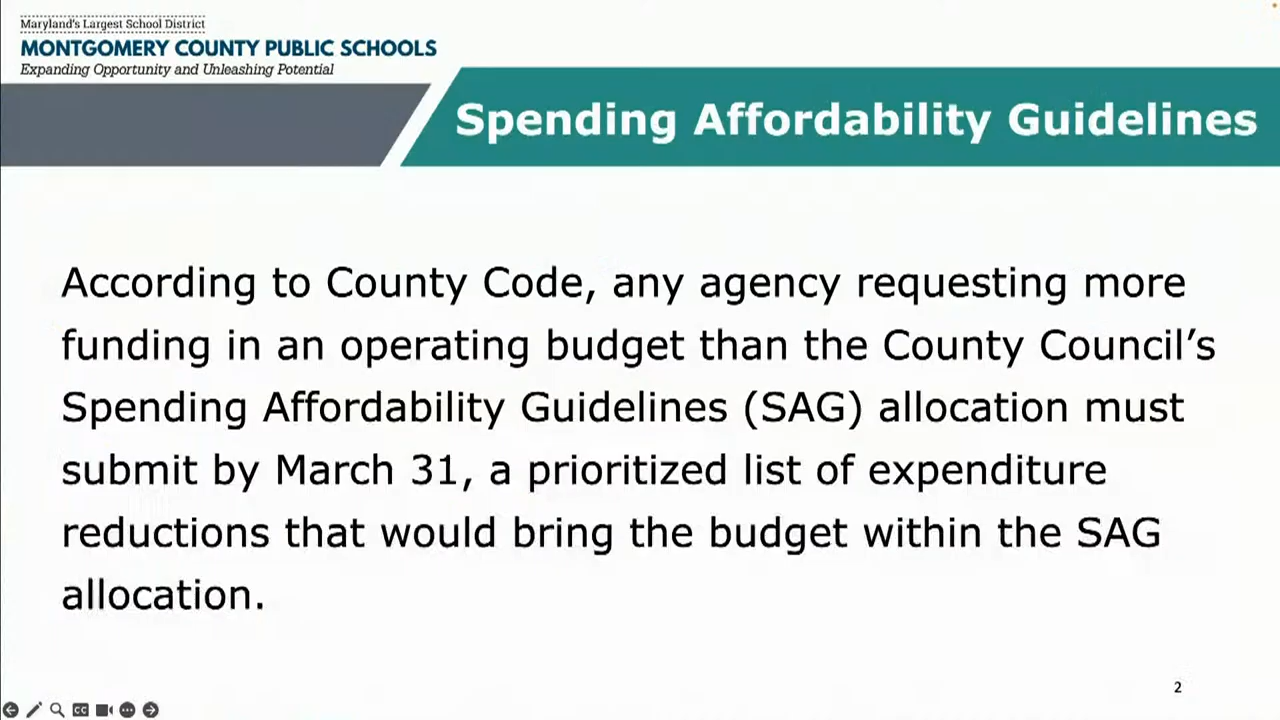 Maryland's Largest School District
MONTGOMERY COUNTY PUBLIC SCHOOLS
Expanding Opportunity and Unleashing Potential
Spending Affordability Guidelines
According to County Code, any agency requesting more
funding in an operating budget than the County Council’s
Spending Affordability Guidelines (SAG) allocation must
submit by March 31, a prioritized list of expenditure
reductions that would bring the budget within the SAG
allocation.
2
CC